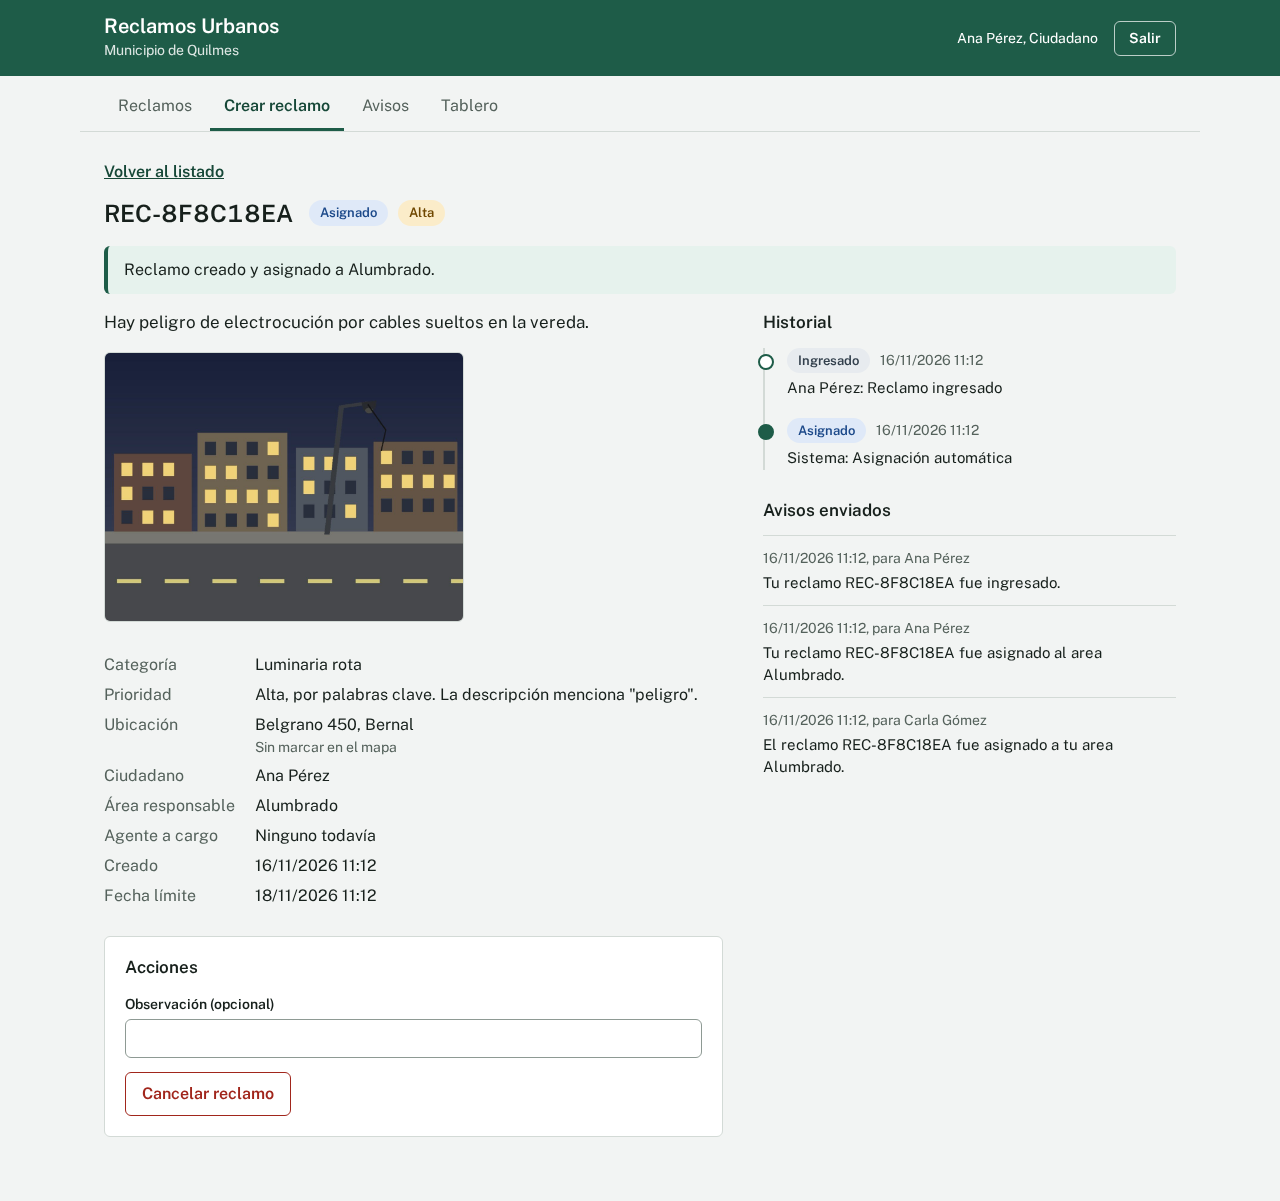 Reclamos Urbanos
Municipio de Quilmes
Ana Pérez, Ciudadano
Salir
Reclamos
Crear reclamo
Avisos
Tablero
Volver al listado
REC-8F8C18EA
Asignado
Alta
Reclamo creado y asignado a Alumbrado.
Hay peligro de electrocución por cables sueltos en la vereda.
Categoría
Luminaria rota
Prioridad
Alta, por palabras clave. La descripción menciona "peligro".
Ubicación
Belgrano 450, Bernal
Sin marcar en el mapa
Ciudadano
Ana Pérez
Área responsable
Alumbrado
Agente a cargo
Ninguno todavía
Creado
16/11/2026 11:12
Fecha límite
18/11/2026 11:12
Acciones
Observación (opcional)
Cancelar reclamo
Historial
Ingresado
16/11/2026 11:12
Ana Pérez: Reclamo ingresado
Asignado
16/11/2026 11:12
Sistema: Asignación automática
Avisos enviados
16/11/2026 11:12, para Ana Pérez
Tu reclamo REC-8F8C18EA fue ingresado.
16/11/2026 11:12, para Ana Pérez
Tu reclamo REC-8F8C18EA fue asignado al area
Alumbrado.
16/11/2026 11:12, para Carla Gómez
El reclamo REC-8F8C18EA fue asignado a tu area
Alumbrado.